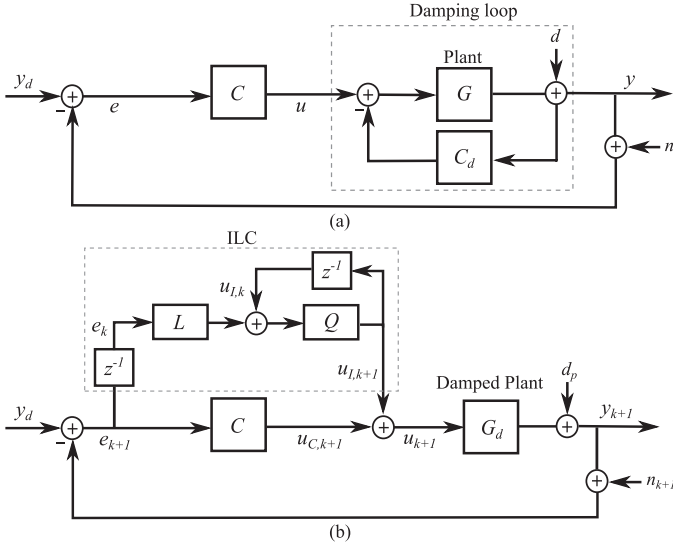 Damping loop
d
Plant
y_d
+
−
e
C
u
+
−
G
+
y
C_d
+
n
(a)
ILC
z^{-1}
u_{I,k}
e_k
L
+
Q
z^{-1}
u_{I,k+1}
Damped Plant
d_p
y_d
+
−
e_{k+1}
C
u_{C,k+1}
+
u_{k+1}
G_d
+
y_{k+1}
+
n_{k+1}
(b)